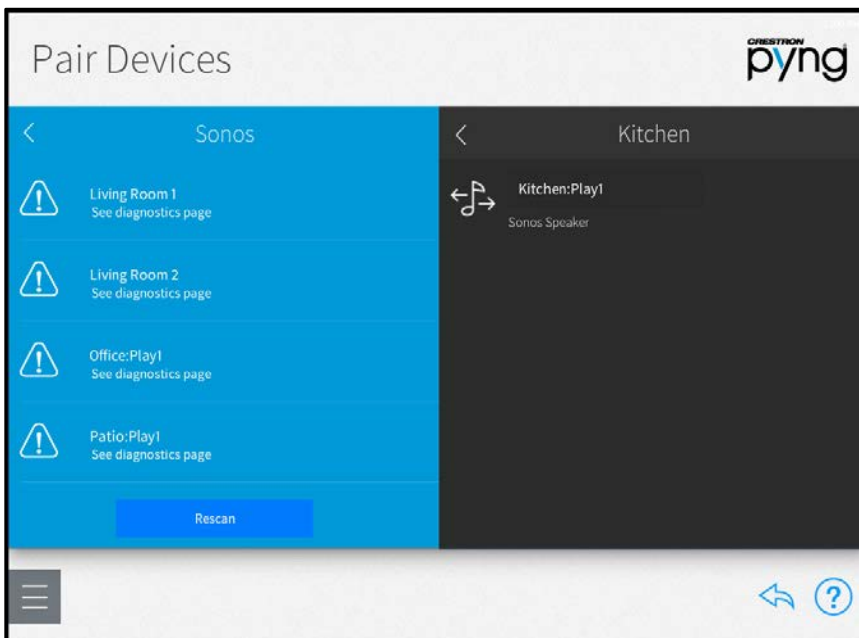 Pair Devices
CRESTRON
pyng
Sonos
Living Room 1
See diagnostics page
Living Room 2
See diagnostics page
Office:Play1
See diagnostics page
Patio:Play1
See diagnostics page
Rescan
Kitchen
Kitchen:Play1
Sonos Speaker
?